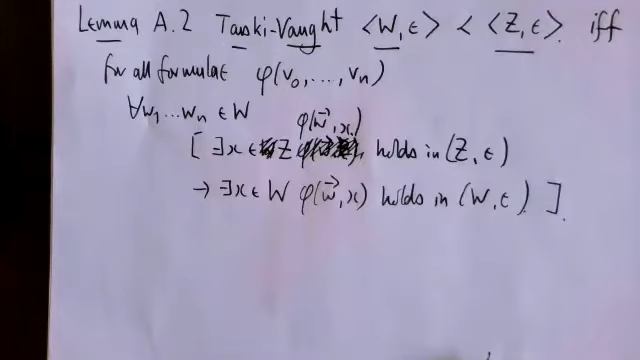 Lemma A.2 Tarski-Vaught <W,∈> ≺ <Z,∈>. iff
for all formulae φ(v₀,...,vₙ)
∀w₁...wₙ ∈ W
φ(w⃗,x)
[ ∃x ∈ Z holds in (Z,∈)
→ ∃x ∈ W φ(w⃗,x) holds in (W,∈) ].